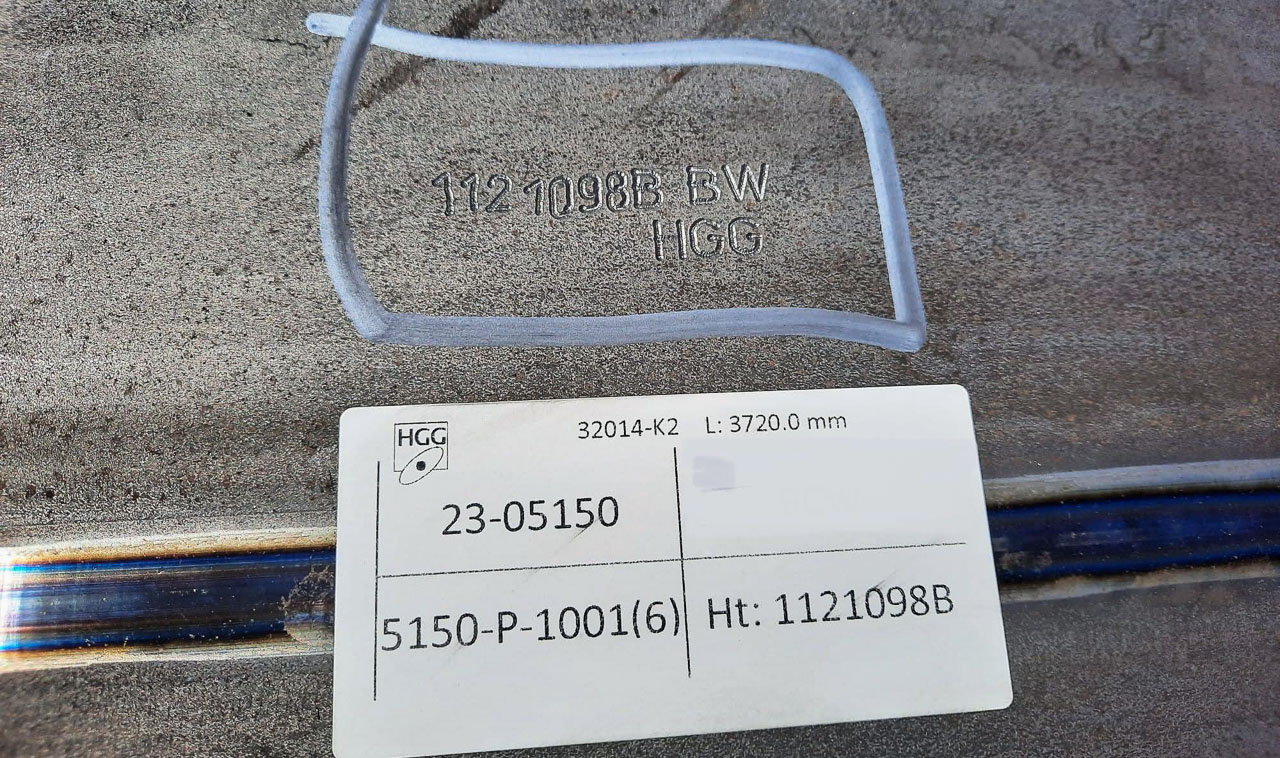 1121098B BW
HGG
HGG
32014-K2 L: 3720.0 mm
23-05150
5150-P-1001(6)
Ht: 1121098B